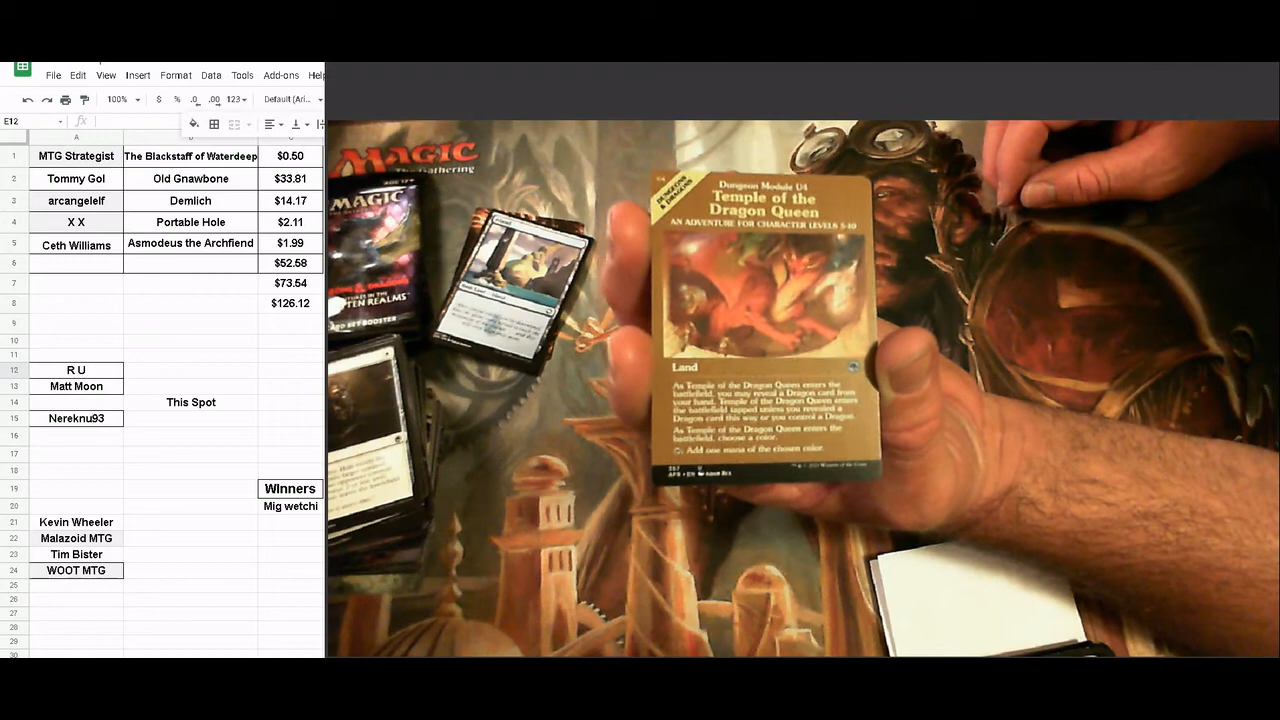 File Edit View Insert Format Data Tools Add-ons Help
100% $ % .0 .00 123 Default (Ari...
E12 fx
A
1 MTG Strategist The Blackstaff of Waterdeep $0.50
2 Tommy Gol Old Gnawbone $33.81
3 arcangelelf Demlich $14.17
4 X X Portable Hole $2.11
5 Ceth Williams Asmodeus the Archfiend $1.99
6 $52.58
7 $73.54
8 $126.12
9
10
11
12 R U
13 Matt Moon
14 This Spot
15 Nereknu93
16
17
18
19 Winners
20 Mig wetchi
21 Kevin Wheeler
22 Malazoid MTG
23 Tim Bister
24 WOOT MTG
25
26
27
28
29
30
MAGIC
The Gathering
MAGIC
DUNGEONS & DRAGONS
Dungeon Module U4
Temple of the
Dragon Queen
AN ADVENTURE FOR CHARACTER LEVELS 5-10
Land
As Temple of the Dragon Queen enters the
battlefield, you may reveal a Dragon card from
your hand. Temple of the Dragon Queen enters
the battlefield tapped unless you revealed a
Dragon card this way or you control a Dragon.
As Temple of the Dragon Queen enters the
battlefield, choose a color.
: Add one mana of the chosen color.